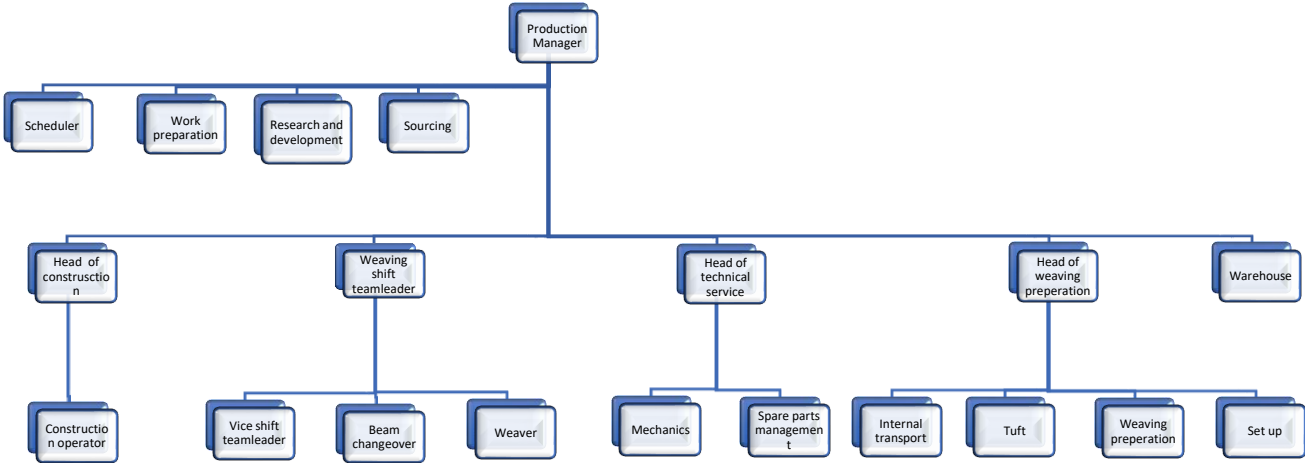 Production
Manager
Scheduler
Work
preparation
Research and
development
Sourcing
Head  of
construsctio
n
Weaving
shift
teamleader
Head of
technical
service
Head of
weaving
preperation
Warehouse
Constructio
n operator
Vice shift
teamleader
Beam
changeover
Weaver
Mechanics
Spare parts
managemen
t
Internal
transport
Tuft
Weaving
preperation
Set up